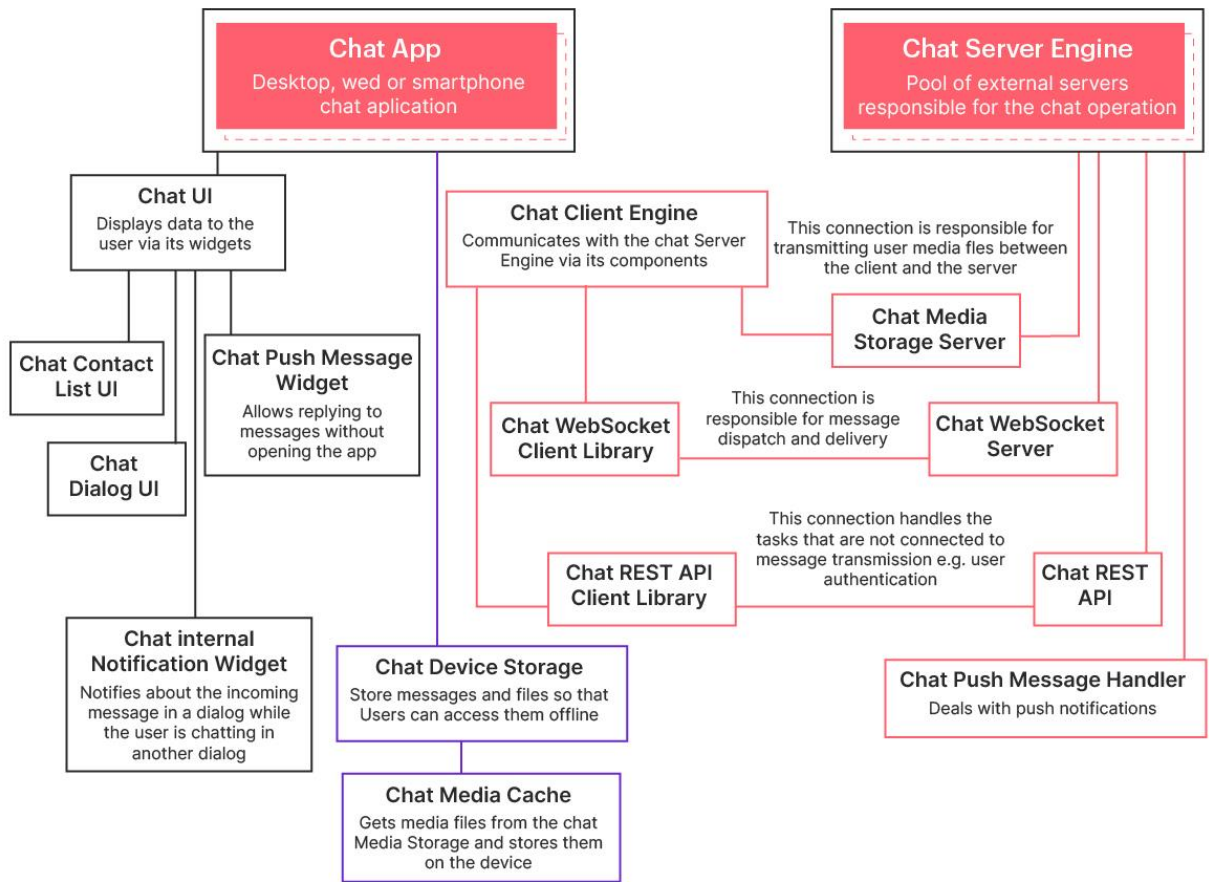 Chat App
Desktop, wed or smartphone
chat aplication
Chat Server Engine
Pool of external servers
responsible for the chat operation
Chat UI
Displays data to the
user via its widgets
Chat Client Engine
Communicates with the chat Server
Engine via its components
This connection is responsible for
transmitting user media fles between
the client and the server
Chat Media
Storage Server
Chat Contact
List UI
Chat Push Message
Widget
Allows replying to
messages without
opening the app
Chat
Dialog UI
Chat WebSocket
Client Library
This connection is
responsible for message
dispatch and delivery
Chat WebSocket
Server
This connection handles the
tasks that are not connected to
message transmission e.g. user
authentication
Chat REST API
Client Library
Chat REST
API
Chat internal
Notification Widget
Notifies about the incoming
message in a dialog while
the user is chatting in
another dialog
Chat Device Storage
Store messages and files so that
Users can access them offline
Chat Push Message Handler
Deals with push notifications
Chat Media Cache
Gets media files from the chat
Media Storage and stores them
on the device